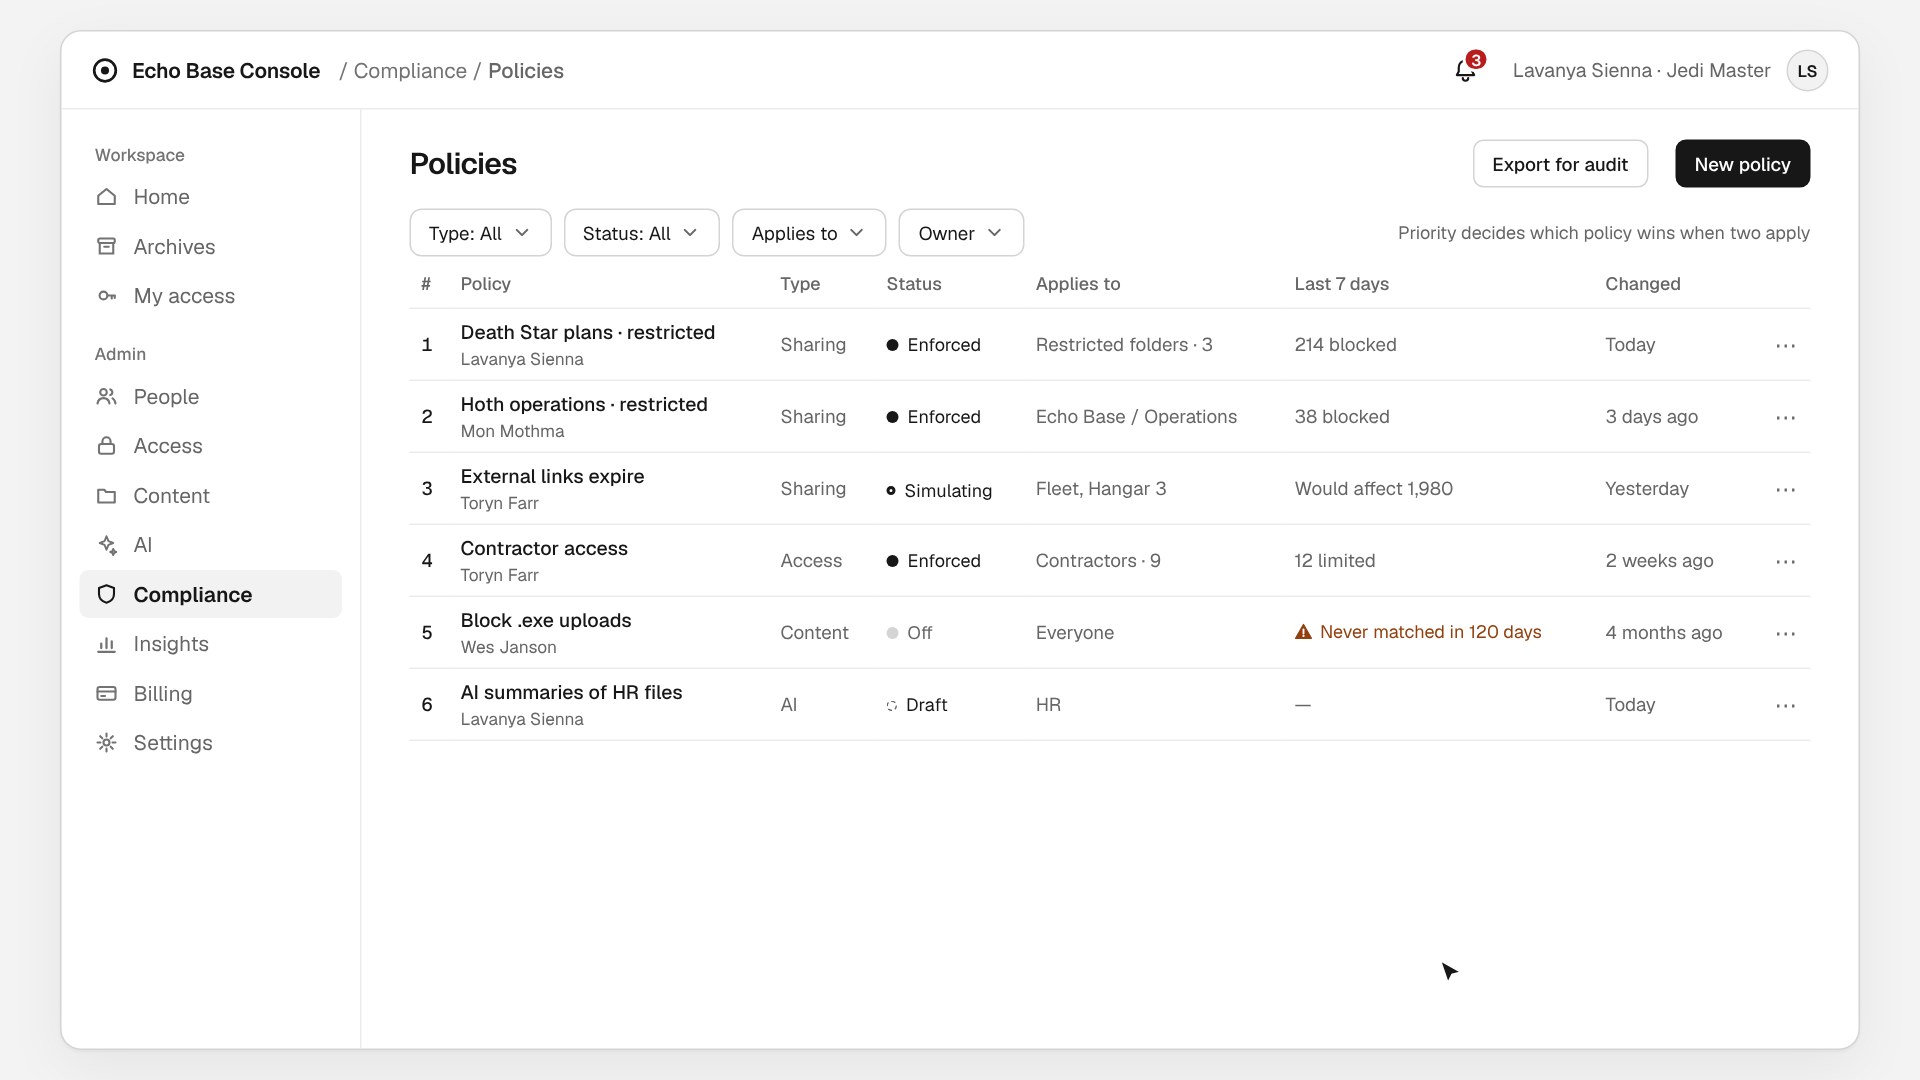 Echo Base Console / Compliance / Policies
3
Lavanya Sienna · Jedi Master
LS
Workspace
Home
Archives
My access
Admin
People
Access
Content
AI
Compliance
Insights
Billing
Settings
Policies
Export for audit
New policy
Type: All
Status: All
Applies to
Owner
Priority decides which policy wins when two apply
# Policy Type Status Applies to Last 7 days Changed
1 Death Star plans · restricted Sharing Enforced Restricted folders · 3 214 blocked Today ···
Lavanya Sienna
2 Hoth operations · restricted Sharing Enforced Echo Base / Operations 38 blocked 3 days ago ···
Mon Mothma
3 External links expire Sharing Simulating Fleet, Hangar 3 Would affect 1,980 Yesterday ···
Toryn Farr
4 Contractor access Access Enforced Contractors · 9 12 limited 2 weeks ago ···
Toryn Farr
5 Block .exe uploads Content Off Everyone Never matched in 120 days 4 months ago ···
Wes Janson
6 AI summaries of HR files AI Draft HR — Today ···
Lavanya Sienna